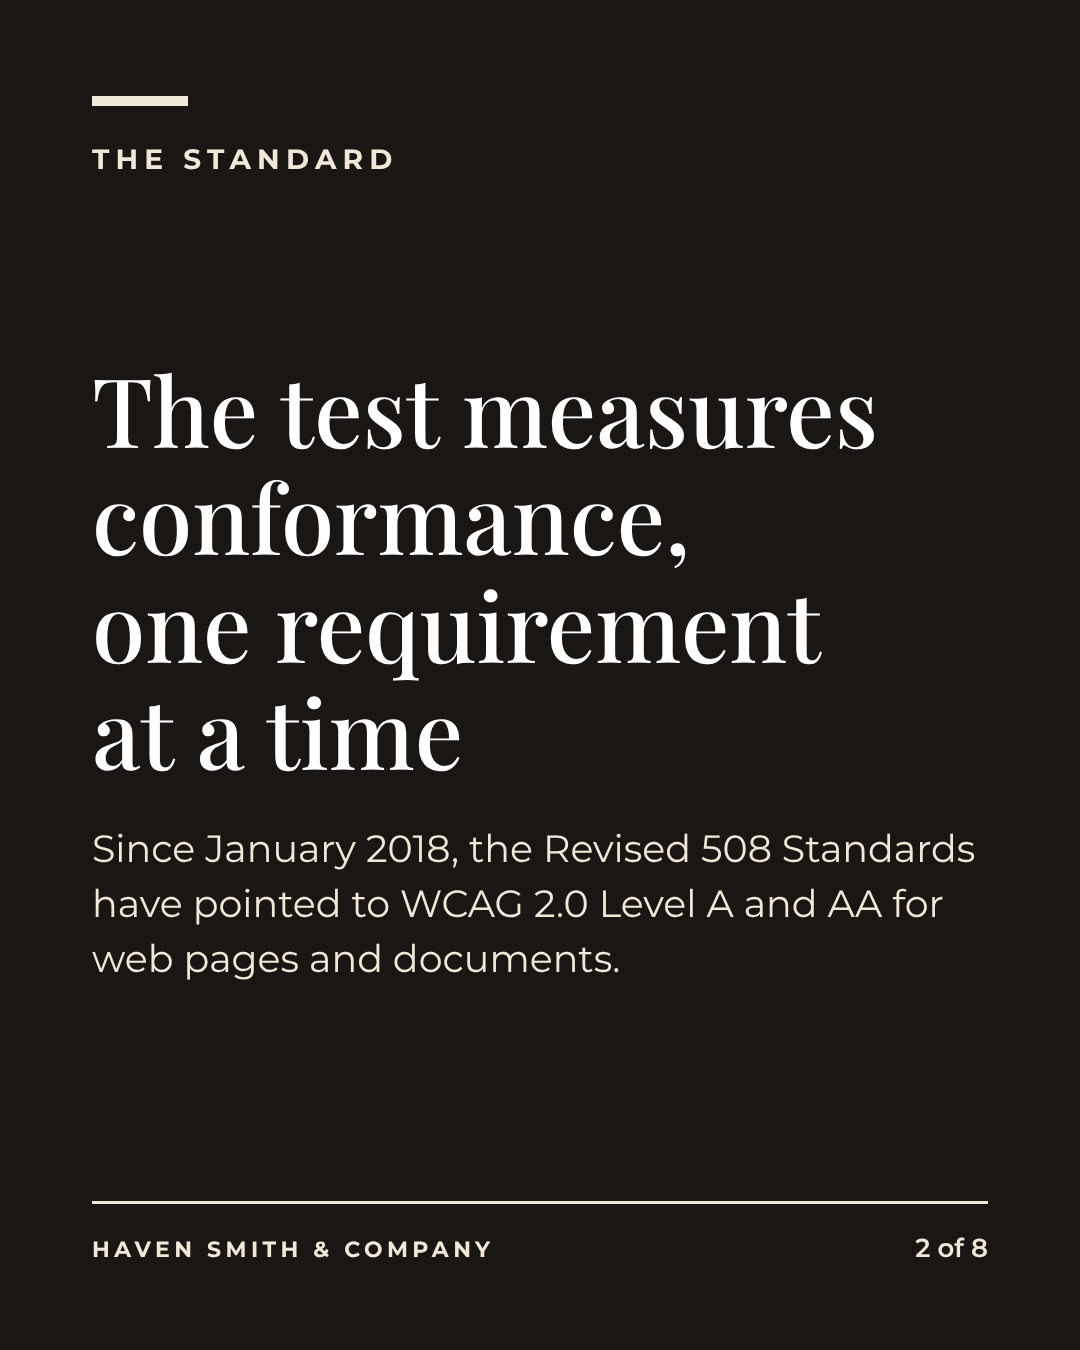 THE STANDARD
The test measures
conformance,
one requirement
at a time
Since January 2018, the Revised 508 Standards
have pointed to WCAG 2.0 Level A and AA for
web pages and documents.
HAVEN SMITH & COMPANY
2 of 8